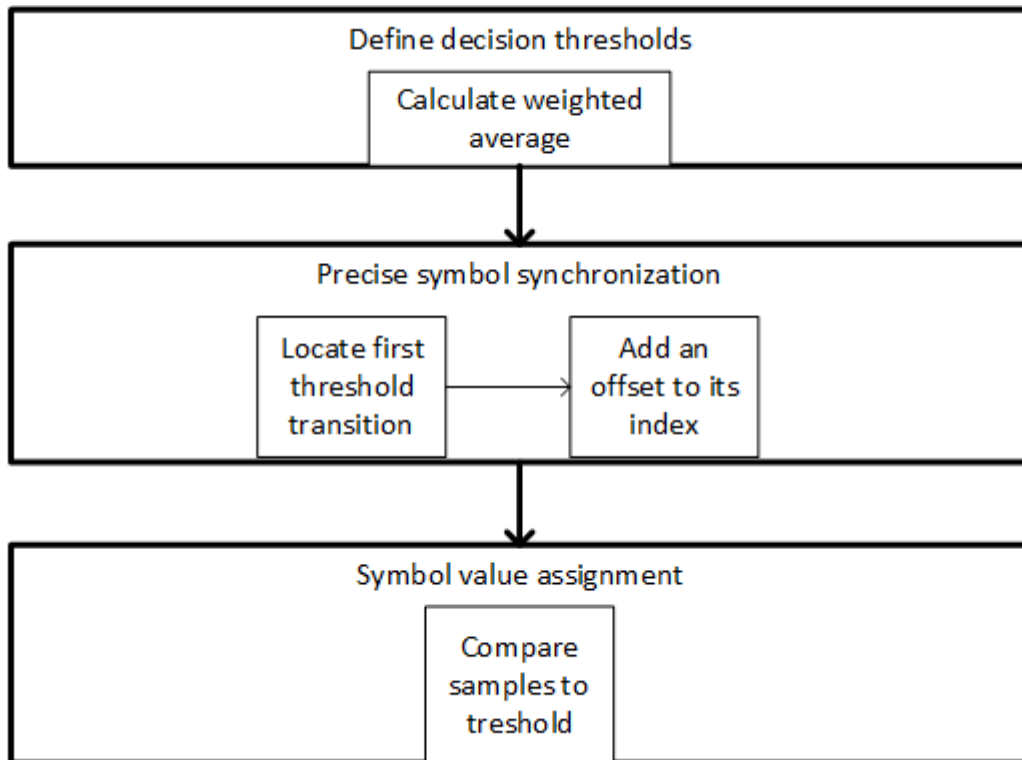 Define decision thresholds
Calculate weighted
average
Precise symbol synchronization
Locate first
threshold
transition
Add an
offset to its
index
Symbol value assignment
Compare
samples to
treshold